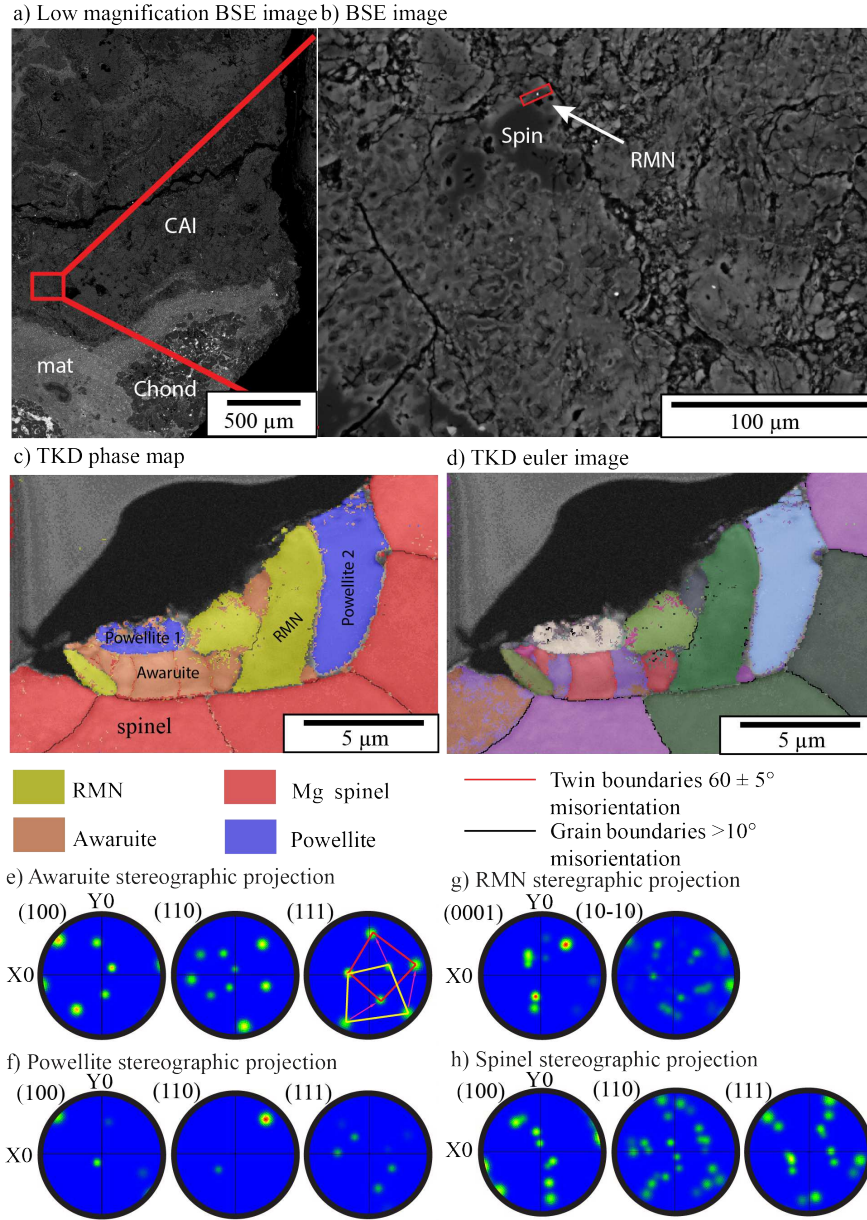 a) Low magnification BSE image
b) BSE image
CAI
mat
Chond
500 µm
Spin
RMN
100 µm
c) TKD phase map
d) TKD euler image
Powellite 1
Awaruite
RMN
Powellite 2
spinel
5 µm
5 µm
RMN
Mg spinel
Awaruite
Powellite
Twin boundaries 60 ± 5°
misorientation
Grain boundaries >10°
misorientation
e) Awaruite stereographic projection
(100)
Y0
(110)
(111)
X0
g) RMN steregraphic projection
(0001)
Y0
(10-10)
X0
f) Powellite stereographic projection
(100)
Y0
(110)
(111)
X0
h) Spinel stereographic projection
(100)
Y0
(110)
(111)
X0